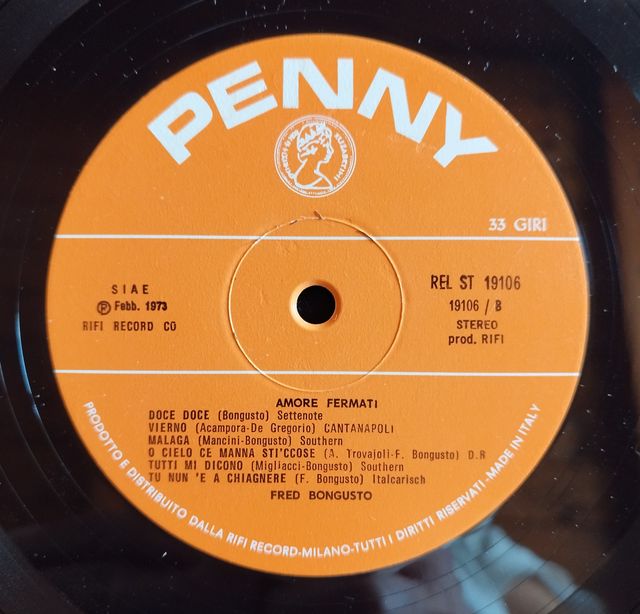 PENNY
33 GIRI
SIAE
Ⓟ Febb. 1973
RIFI RECORD CO
REL ST 19106
19106 / B
STEREO
prod. RIFI
AMORE FERMATI
DOCE DOCE (Bongusto) Settenote
VIERNO (Acampora-De Gregorio) CANTANAPOLI
MALAGA (Mancini-Bongusto) Southern
O CIELO CE MANNA STI'CCOSE (A. Trovajoli-F. Bongusto) D.R
TUTTI MI DICONO (Migliacci-Bongusto) Southern
TU NUN 'E A CHIAGNERE (F. Bongusto) Italcarisch
FRED BONGUSTO
PRODOTTO E DISTRIBUITO DALLA RIFI RECORD-MILANO-TUTTI I DIRITTI RISERVATI-MADE IN ITALY